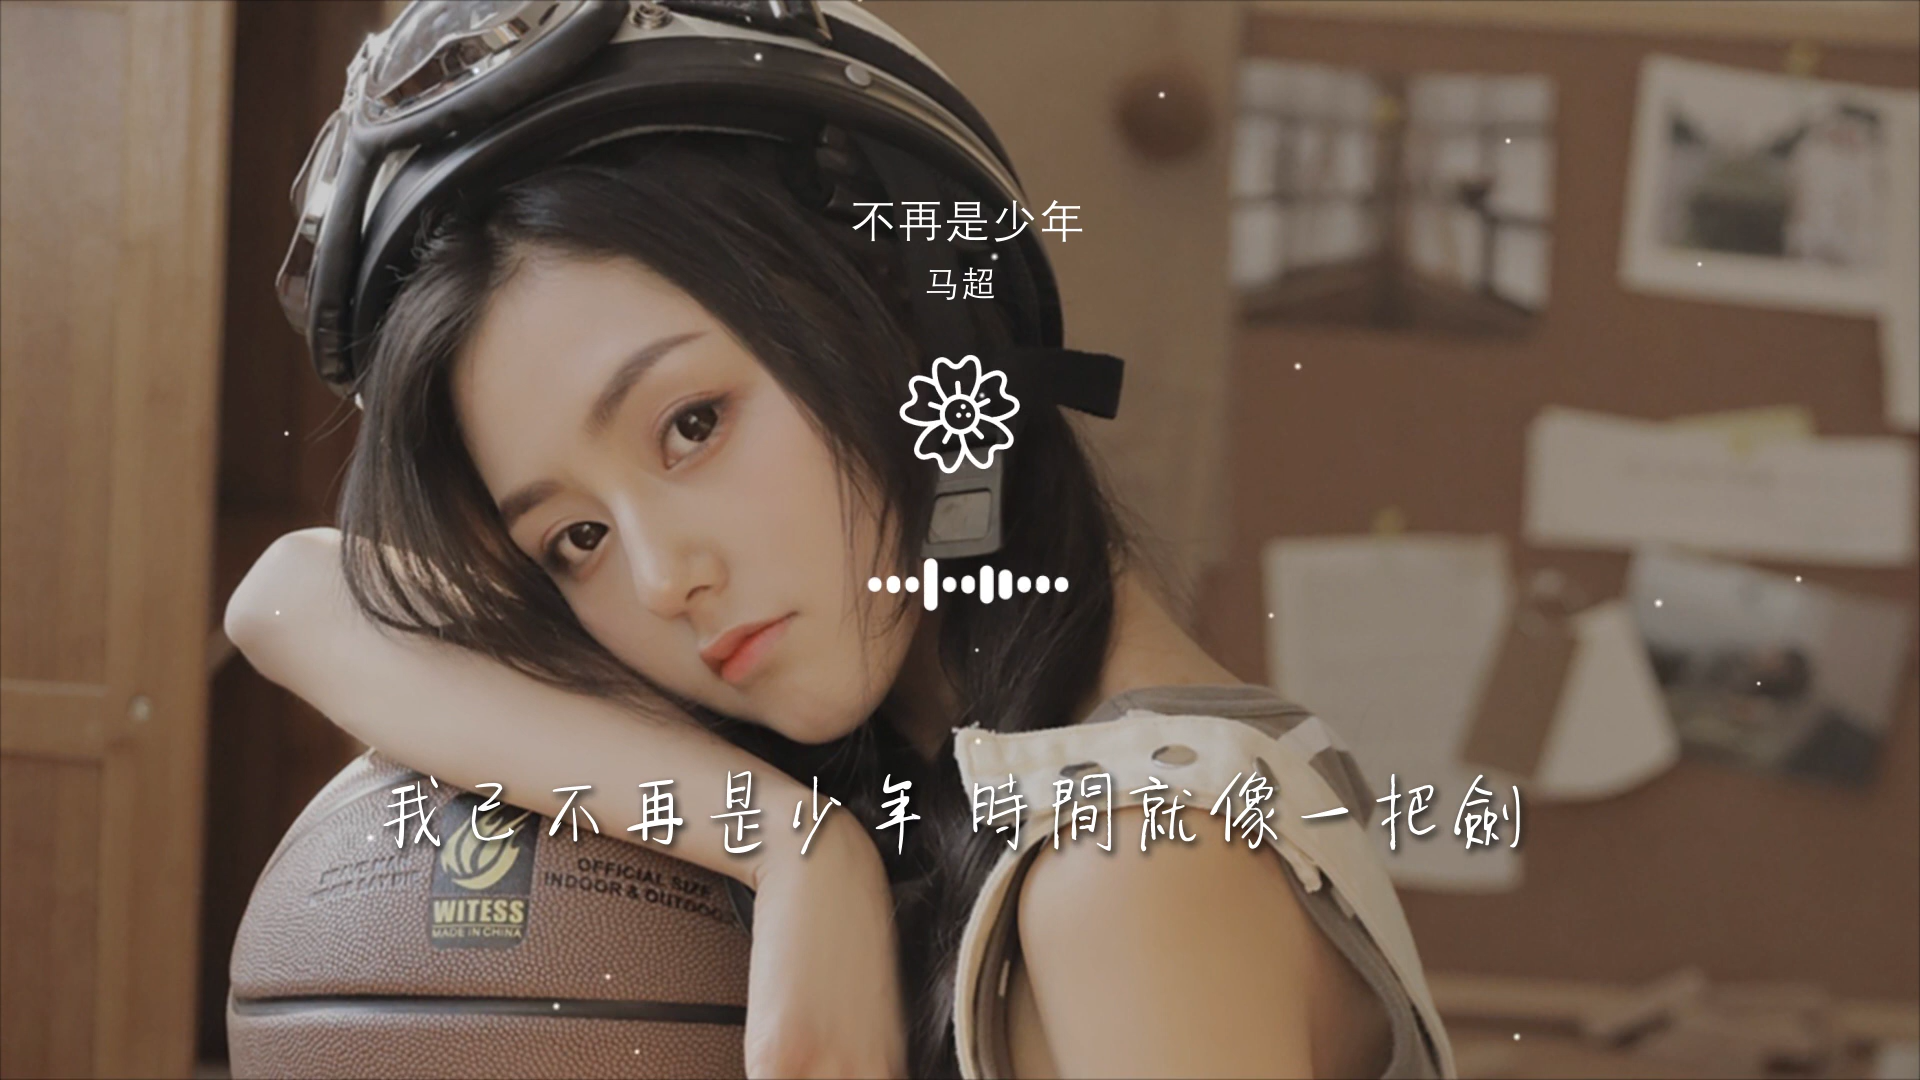 不再是少年
马超
我已不再是少年 時間就像一把劍
OFFICIAL SIZE
INDOOR & OUTDOOR
WITESS
MADE IN CHINA